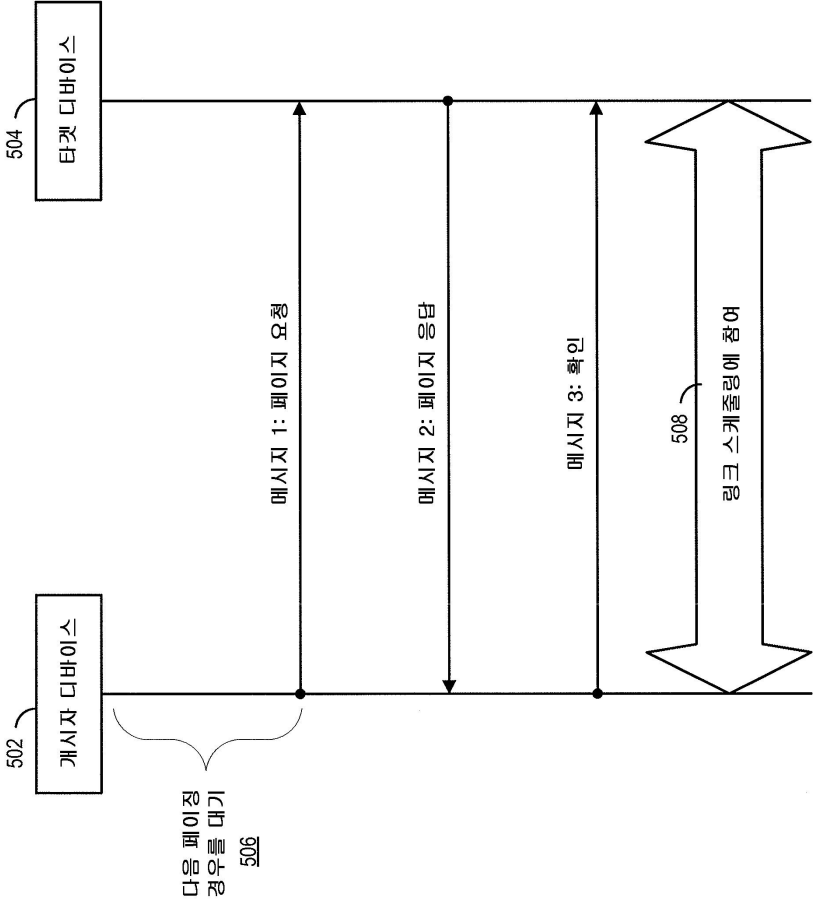 502
개시자 디바이스
504
타겟 디바이스
다음 페이징
경우를 대기
506
메시지 1: 페이지 요청
메시지 2: 페이지 응답
메시지 3: 확인
508
링크 스케줄링에 참여